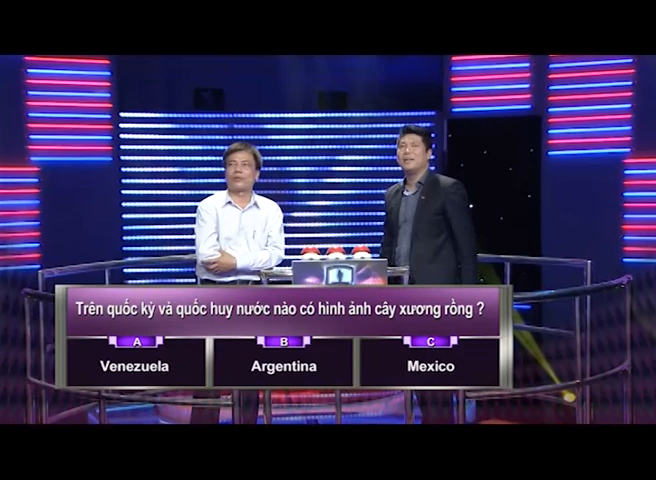 Trên quốc kỳ và quốc huy nước nào có hình ảnh cây xương rồng ?
A
B
C
Venezuela
Argentina
Mexico